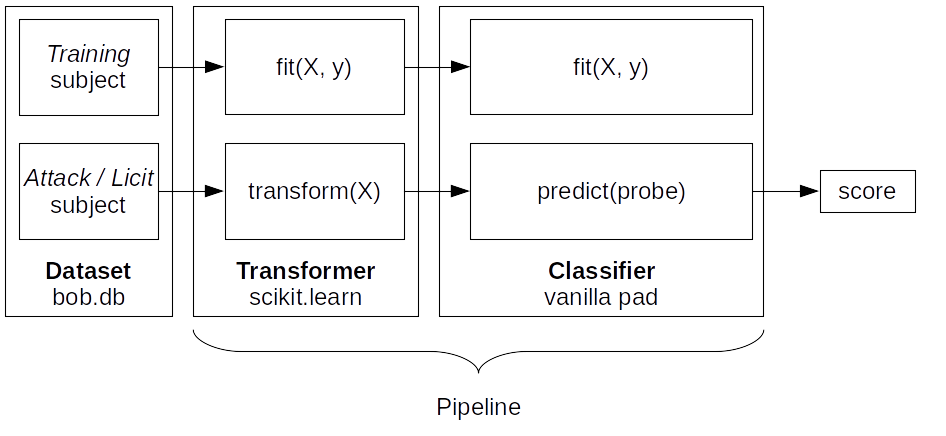 Training
subject
fit(X, y)
fit(X, y)
Attack / Licit
subject
transform(X)
predict(probe)
score
Dataset
bob.db
Transformer
scikit.learn
Classifier
vanilla pad
Pipeline